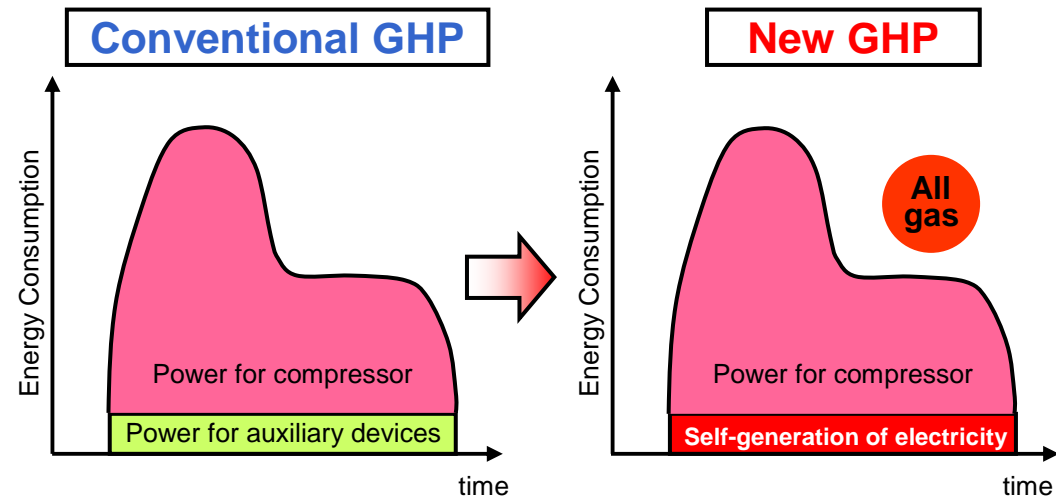 Conventional GHP
Energy Consumption
Power for compressor
Power for auxiliary devices
time
New GHP
Energy Consumption
All
gas
Power for compressor
Self-generation of electricity
time